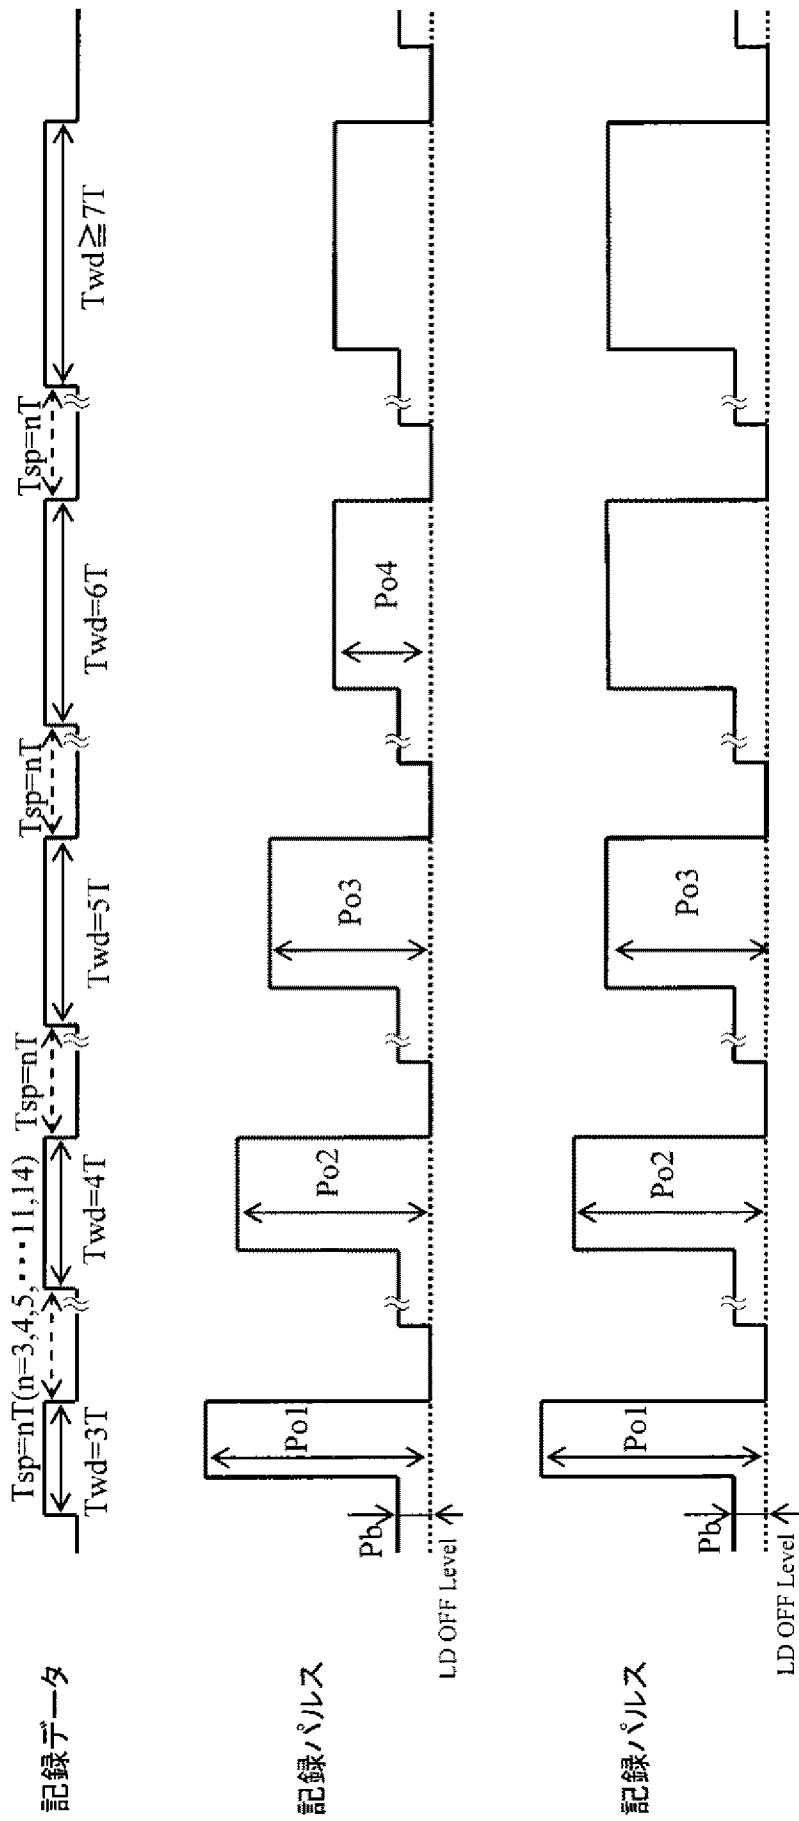 記録データ
Tsp=nT(n=3,4,5,・・・11,14)
Tsp=nT
Tsp=nT
Tsp=nT
Twd=3T
Twd=4T
Twd=5T
Twd=6T
Twd≧7T
記録パルス
Pb
LD OFF Level
Po1
Po2
Po3
Po4
記録パルス
Pb
LD OFF Level
Po1
Po2
Po3